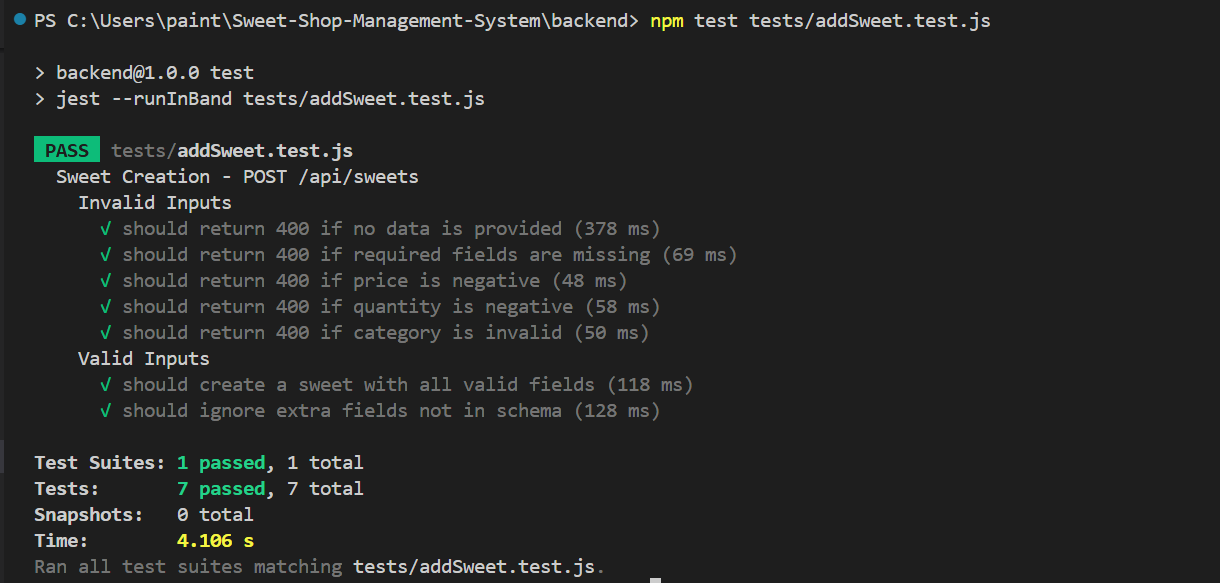 PS C:\Users\paint\Sweet-Shop-Management-System\backend> npm test tests/addSweet.test.js
> backend@1.0.0 test
> jest --runInBand tests/addSweet.test.js
PASS tests/addSweet.test.js
Sweet Creation - POST /api/sweets
Invalid Inputs
√ should return 400 if no data is provided (378 ms)
√ should return 400 if required fields are missing (69 ms)
√ should return 400 if price is negative (48 ms)
√ should return 400 if quantity is negative (58 ms)
√ should return 400 if category is invalid (50 ms)
Valid Inputs
√ should create a sweet with all valid fields (118 ms)
√ should ignore extra fields not in schema (128 ms)
Test Suites: 1 passed, 1 total
Tests: 7 passed, 7 total
Snapshots: 0 total
Time: 4.106 s
Ran all test suites matching tests/addSweet.test.js.